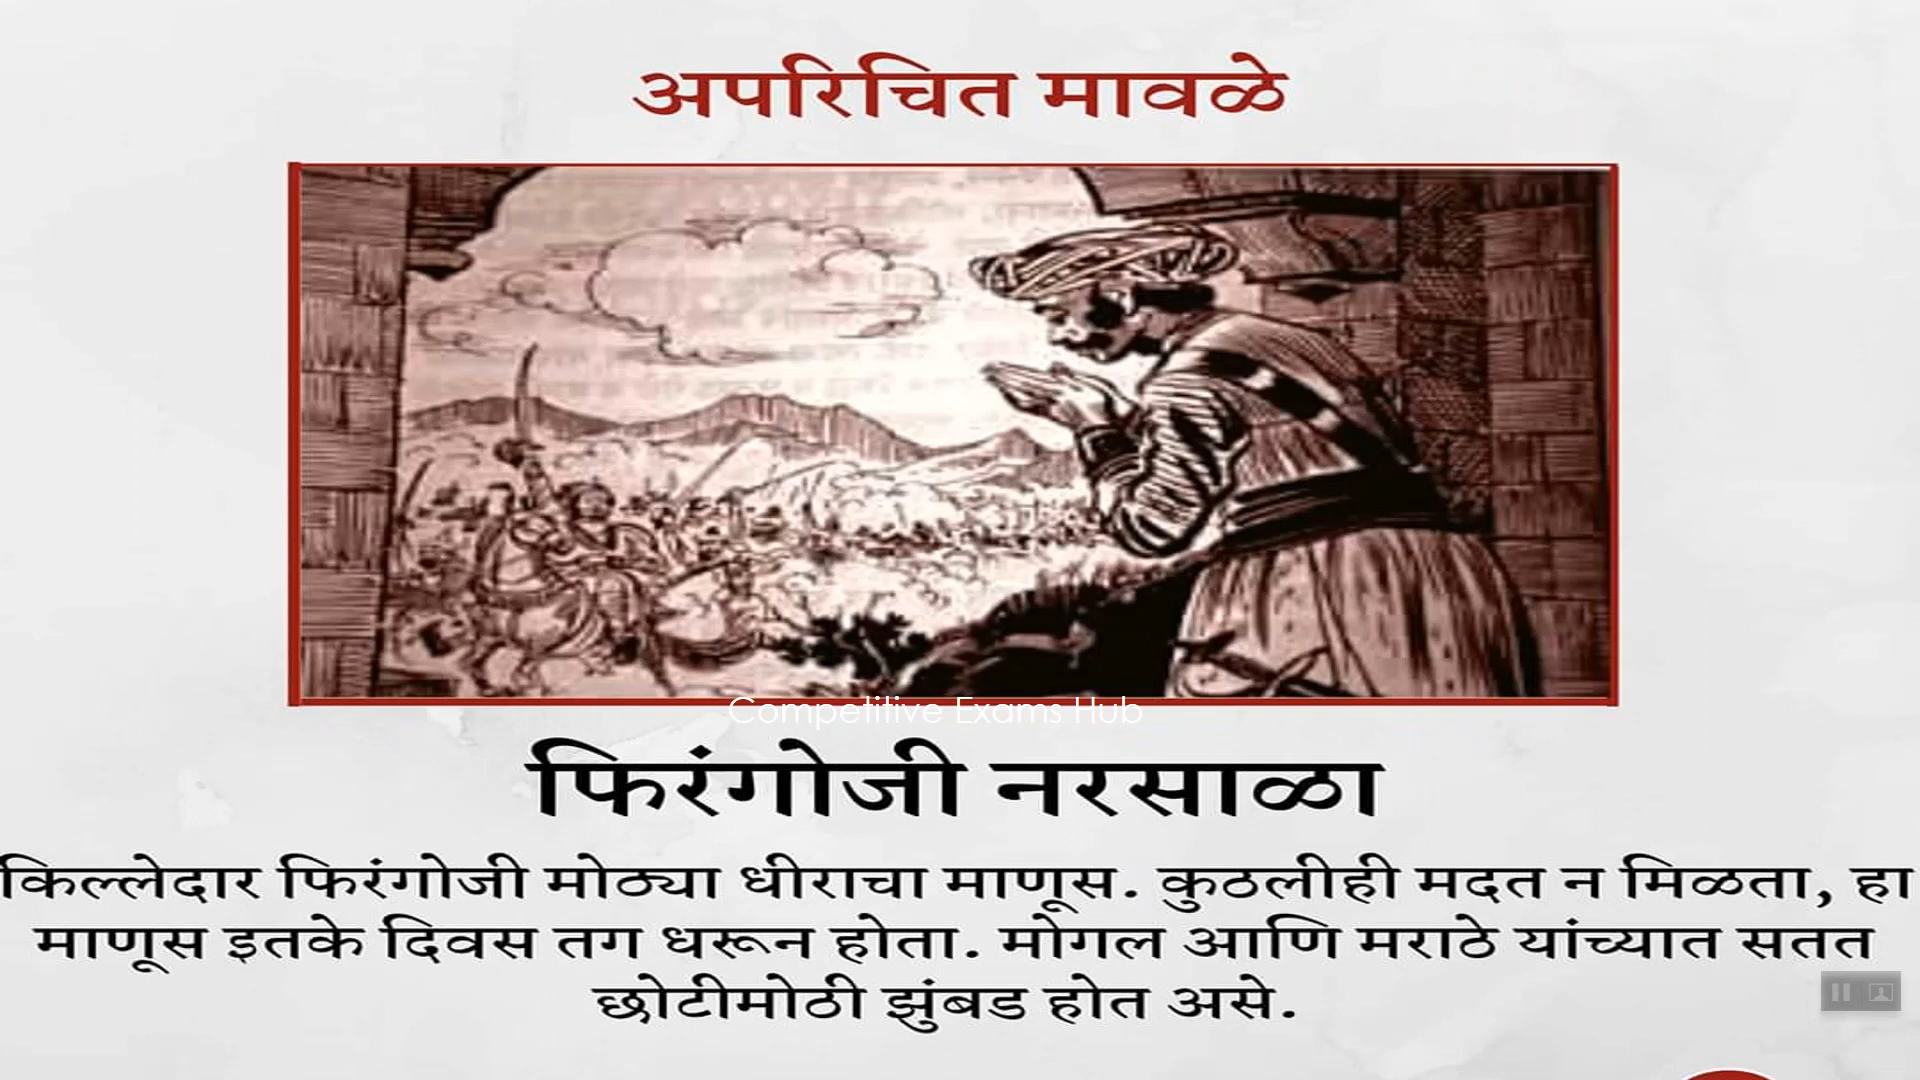 अपरिचित मावळे
Competitive Exams Hub
फिरंगोजी नरसाळा
किल्लेदार फिरंगोजी मोठ्या धीराचा माणूस. कुठलीही मदत न मिळता, हा
माणूस इतके दिवस तग धरून होता. मोगल आणि मराठे यांच्यात सतत
छोटीमोठी झुंबड होत असे.